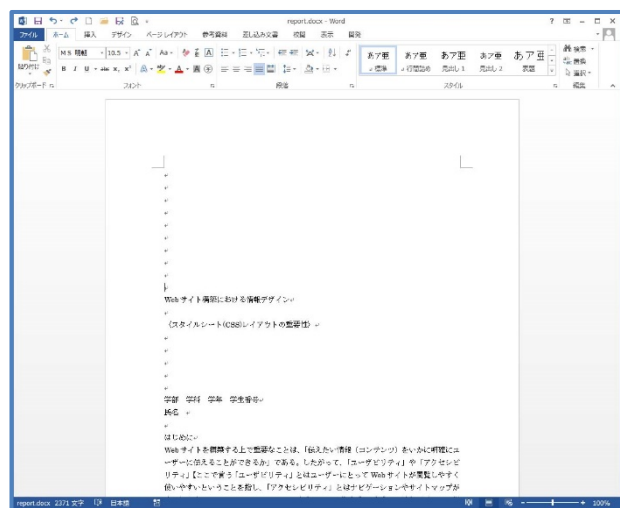 report.docx - Word
ファイル ホーム 挿入 デザイン ページ レイアウト 参考資料 差し込み文書 校閲 表示 開発
貼り付け
MS 明朝 10.5 A A Aa
B I U abc x₂ x²
あア亜 あア亜 あア亜 あア亜 あア亜
標準 行間詰め 見出し 1 見出し 2 表題
検索
置換
選択
クリップボード フォント 段落 スタイル 編集
Web サイト構築における情報デザイン
(スタイルシート(CSS)レイアウトの重要性)
学部 学科 学年 学生番号
氏名
はじめに
Web サイトを構築する上で重要なことは、「伝えたい情報（コンテンツ）をいかに明確にユ
ーザーに伝えることができるか」である。したがって、「ユーザビリティ」や「アクセシビ
リティ」【ここで言う「ユーザビリティ」とはユーザーにとって Web サイトが閲覧しやすく
使いやすいということを指し、「アクセシビリティ」とはナビゲーションやサイトマップが
report.docx 2371 文字 日本語 100%